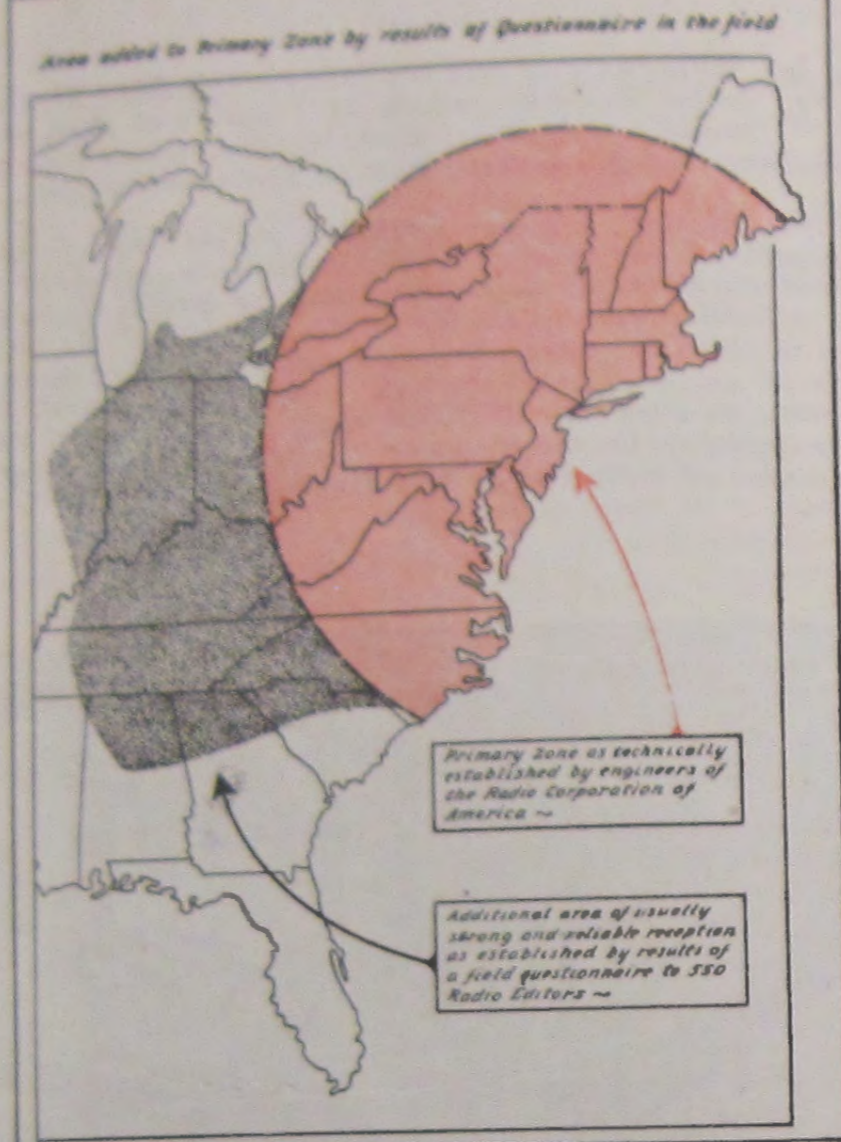 Area added to Primary Zone by results of Questionnaire in the field
Primary Zone as technically
established by engineers of
the Radio Corporation of
America ~
Additional area of usually
strong and reliable reception
as established by results of
a field questionnaire to 550
Radio Editors ~